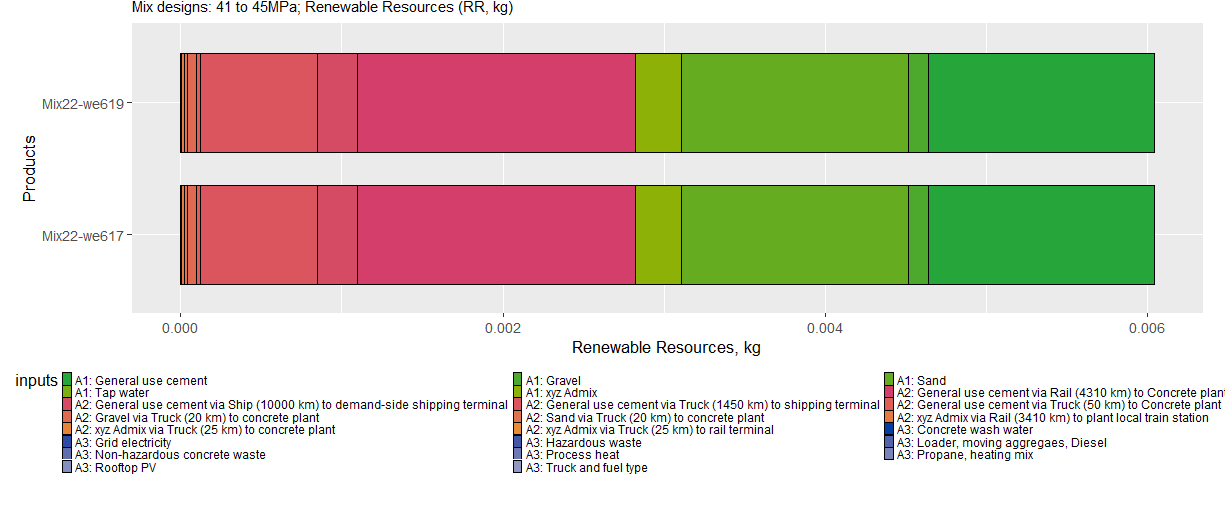 Mix designs: 41 to 45MPa; Renewable Resources (RR, kg)
Mix22-we619
Products
Mix22-we617
0.000 0.002 0.004 0.006
Renewable Resources, kg
inputs
A1: General use cement A1: Gravel A1: Sand
A1: Tap water A1: xyz Admix A2: General use cement via Rail (4310 km) to Concrete plant
A2: General use cement via Ship (10000 km) to demand-side shipping terminal A2: General use cement via Truck (1450 km) to shipping terminal A2: General use cement via Truck (50 km) to Concrete plant
A2: Gravel via Truck (20 km) to concrete plant A2: Sand via Truck (20 km) to concrete plant A2: xyz Admix via Rail (3410 km) to plant local train station
A2: xyz Admix via Truck (25 km) to concrete plant A2: xyz Admix via Truck (25 km) to rail terminal A3: Concrete wash water
A3: Grid electricity A3: Hazardous waste A3: Loader, moving aggregaes, Diesel
A3: Non-hazardous concrete waste A3: Process heat A3: Propane, heating mix
A3: Rooftop PV A3: Truck and fuel type